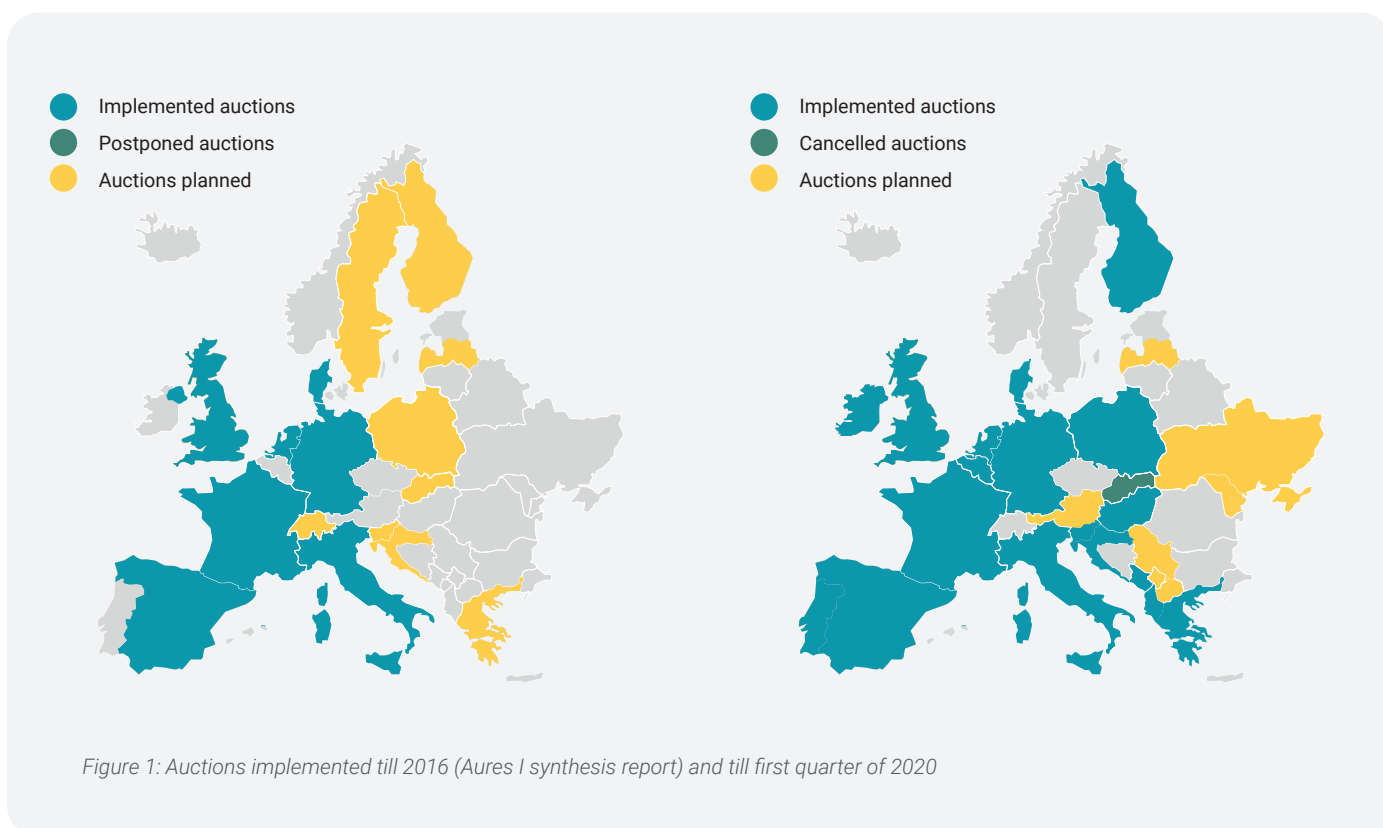 Implemented auctions
Postponed auctions
Auctions planned
Implemented auctions
Cancelled auctions
Auctions planned
Figure 1: Auctions implemented till 2016 (Aures I synthesis report) and till first quarter of 2020